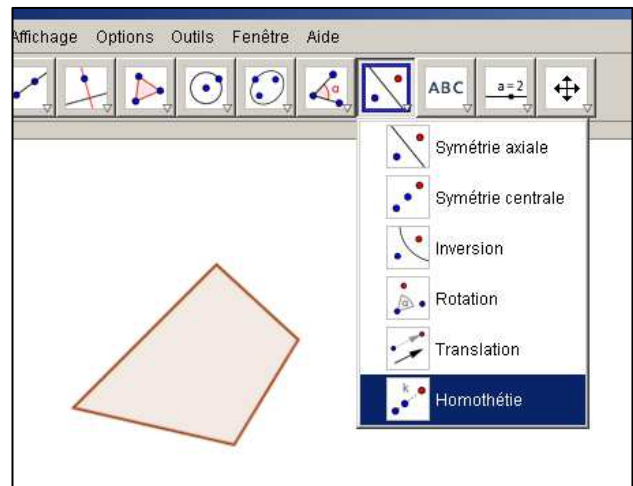 Affichage Options Outils Fenêtre Aide
α
ABC
a=2
Symétrie axiale
Symétrie centrale
Inversion
α
Rotation
Translation
k
Homothétie